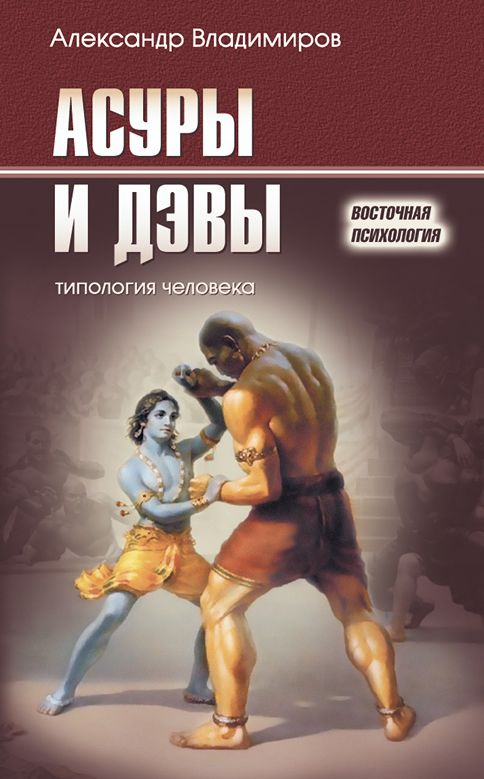 Александр Владимиров
АСУРЫ
И ДЭВЫ
ВОСТОЧНАЯ
ПСИХОЛОГИЯ
типология человека